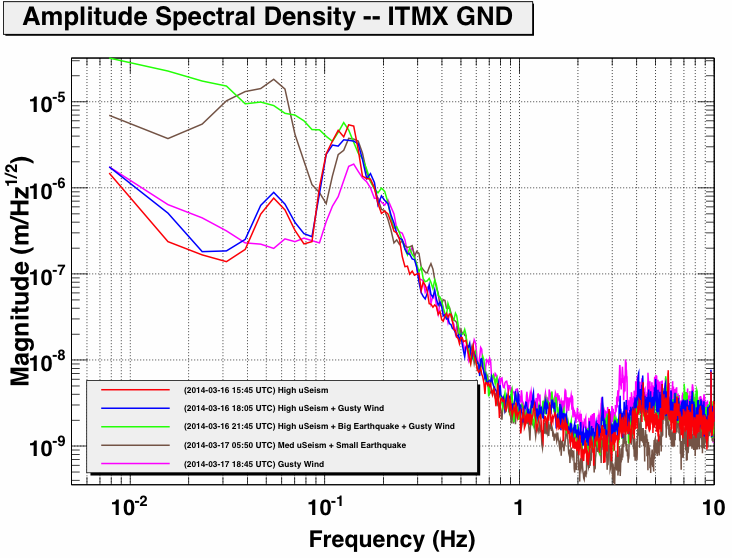 Amplitude Spectral Density -- ITMX GND
Magnitude (m/Hz^1/2)
10^-5
10^-6
10^-7
10^-8
10^-9
(2014-03-16 15:45 UTC) High uSeism
(2014-03-16 18:05 UTC) High uSeism + Gusty Wind
(2014-03-16 21:45 UTC) High uSeism + Big Earthquake + Gusty Wind
(2014-03-17 05:50 UTC) Med uSeism + Small Earthquake
(2014-03-17 18:45 UTC) Gusty Wind
10^-2 10^-1 1 10
Frequency (Hz)